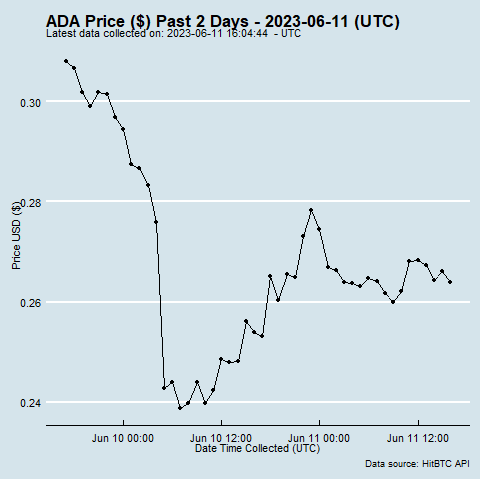 ADA Price ($) Past 2 Days - 2023-06-11 (UTC)
Latest data collected on: 2023-06-11 16:04:44 - UTC
0.30
0.28
0.26
0.24
Price USD ($)
Jun 10 00:00 Jun 10 12:00 Jun 11 00:00 Jun 11 12:00
Date Time Collected (UTC)
Data source: HitBTC API